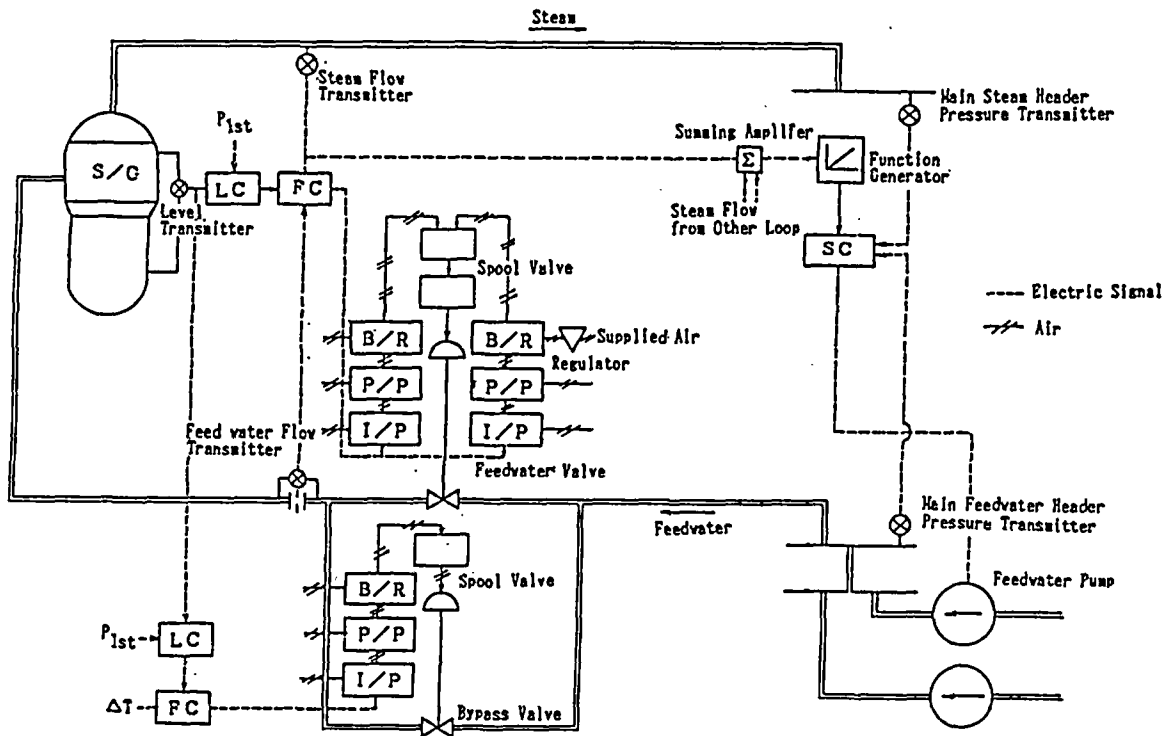 Steam
Steam Flow
Transmitter
Main Steam Header
Pressure Transmitter
P1st
Summing Amplifer
S/G
LC
FC
Σ
Function
Generator
Level
Transmitter
Steam Flow
from Other Loop
SC
Spool Valve
Electric Signal
Air
B/R
B/R
Supplied Air
Regulator
P/P
P/P
I/P
I/P
Feed water Flow
Transmitter
Feedwater Valve
Main Feedwater Header
Pressure Transmitter
Feedwater
Spool Valve
B/R
Feedwater Pump
P/P
P1st
LC
I/P
ΔT
FC
Bypass Valve